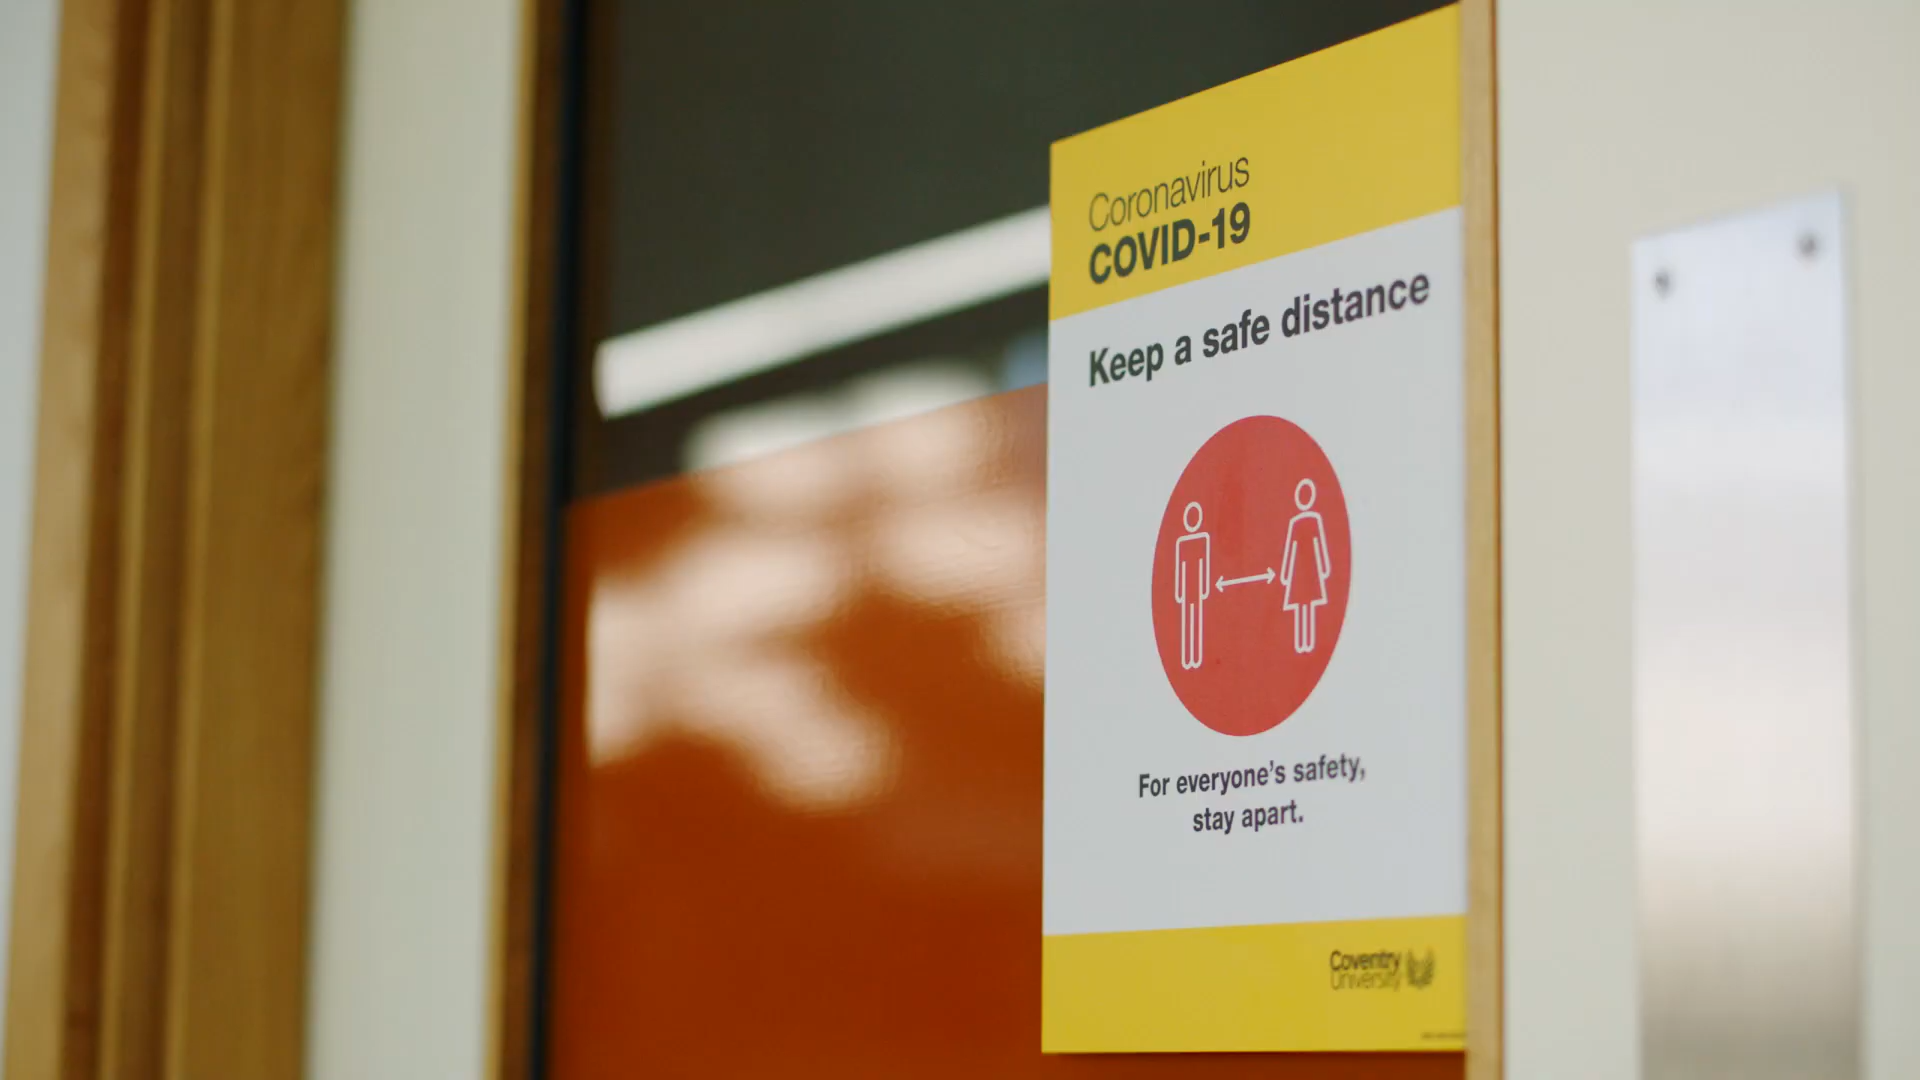 Coronavirus
COVID-19
Keep a safe distance
For everyone's safety,
stay apart.
Coventry
University